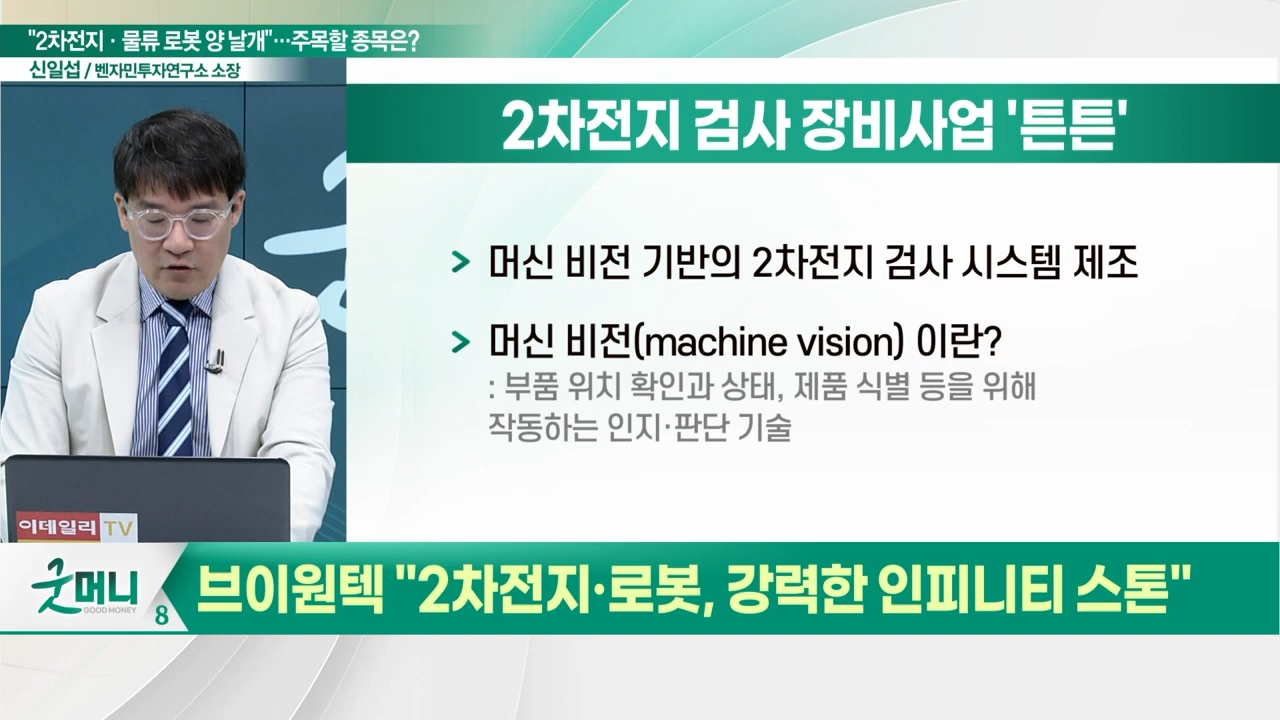 "2차전지·물류 로봇 양 날개"…주목할 종목은?
신일섭 / 벤자민투자연구소 소장
2차전지 검사 장비사업 '튼튼'
> 머신 비전 기반의 2차전지 검사 시스템 제조
> 머신 비전(machine vision) 이란?
: 부품 위치 확인과 상태, 제품 식별 등을 위해
작동하는 인지·판단 기술
이데일리 TV
굿머니
GOOD MONEY
8
브이원텍 "2차전지·로봇, 강력한 인피니티 스톤"